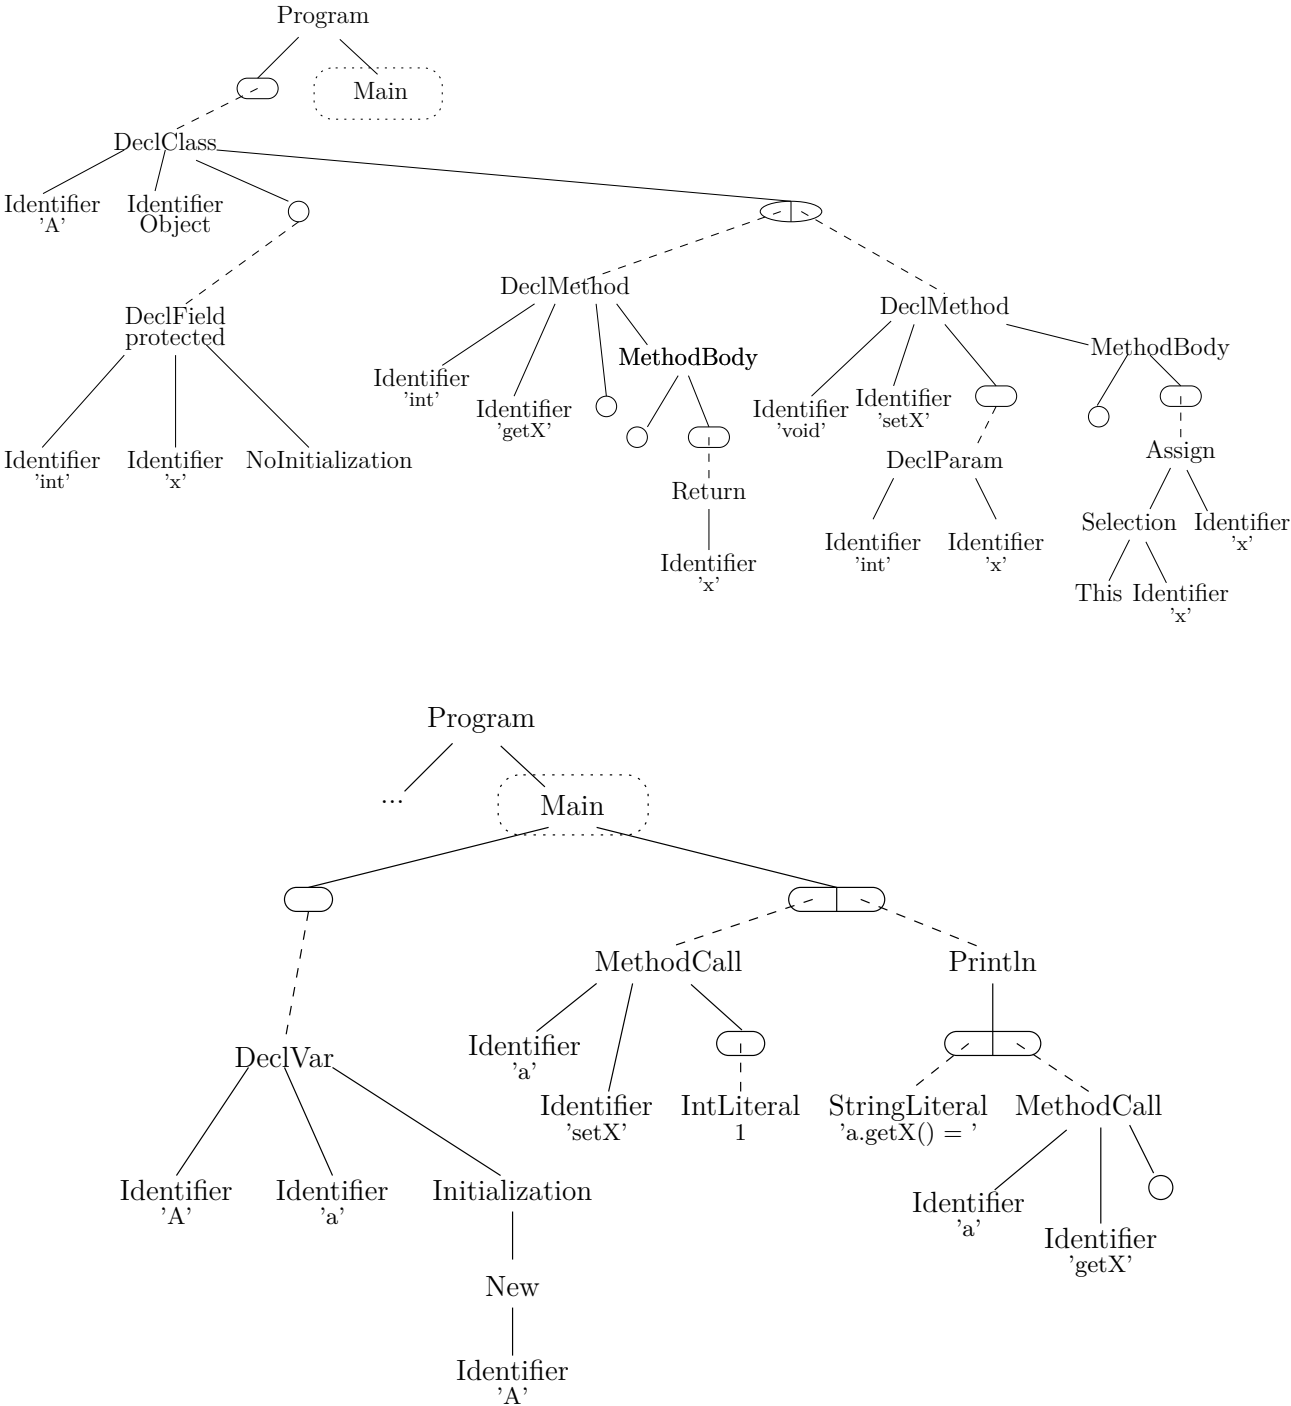 Program
Main
DeclClass
Identifier
'A'
Identifier
Object
DeclField
protected
Identifier
'int'
Identifier
'x'
NoInitialization
DeclMethod
Identifier
'int'
Identifier
'getX'
MethodBody
Return
Identifier
'x'
DeclMethod
Identifier
'void'
Identifier
'setX'
DeclParam
Identifier
'int'
Identifier
'x'
MethodBody
Assign
Selection
Identifier
'x'
This
Identifier
'x'
Program
...
Main
DeclVar
Identifier
'A'
Identifier
'a'
Initialization
New
Identifier
'A'
MethodCall
Identifier
'a'
Identifier
'setX'
IntLiteral
1
Println
StringLiteral
'a.getX() = '
MethodCall
Identifier
'a'
Identifier
'getX'